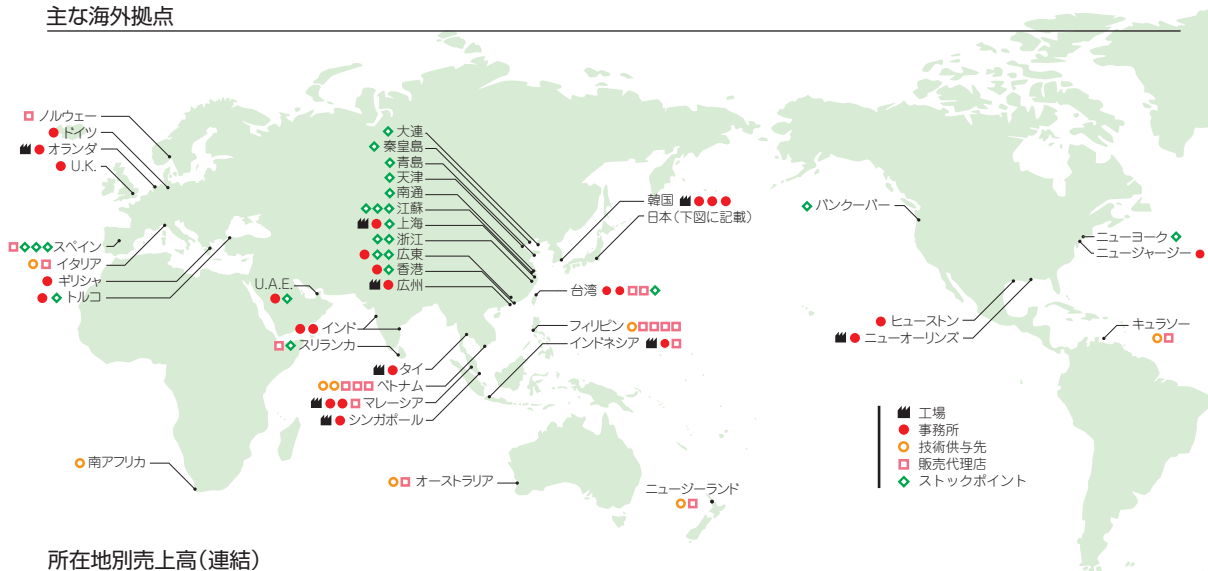 主な海外拠点
ノルウェー
ドイツ
オランダ
U.K.
スペイン
イタリア
ギリシャ
トルコ
U.A.E.
インド
スリランカ
大連
秦皇島
青島
天津
南通
江蘇
上海
浙江
広東
香港
広州
韓国
日本(下図に記載)
台湾
フィリピン
インドネシア
タイ
ベトナム
マレーシア
シンガポール
南アフリカ
オーストラリア
ニュージーランド
バンクーバー
ニューヨーク
ニュージャージー
ヒューストン
ニューオーリンズ
キュラソー
工場
事務所
技術供与先
販売代理店
ストックポイント
所在地別売上高(連結)